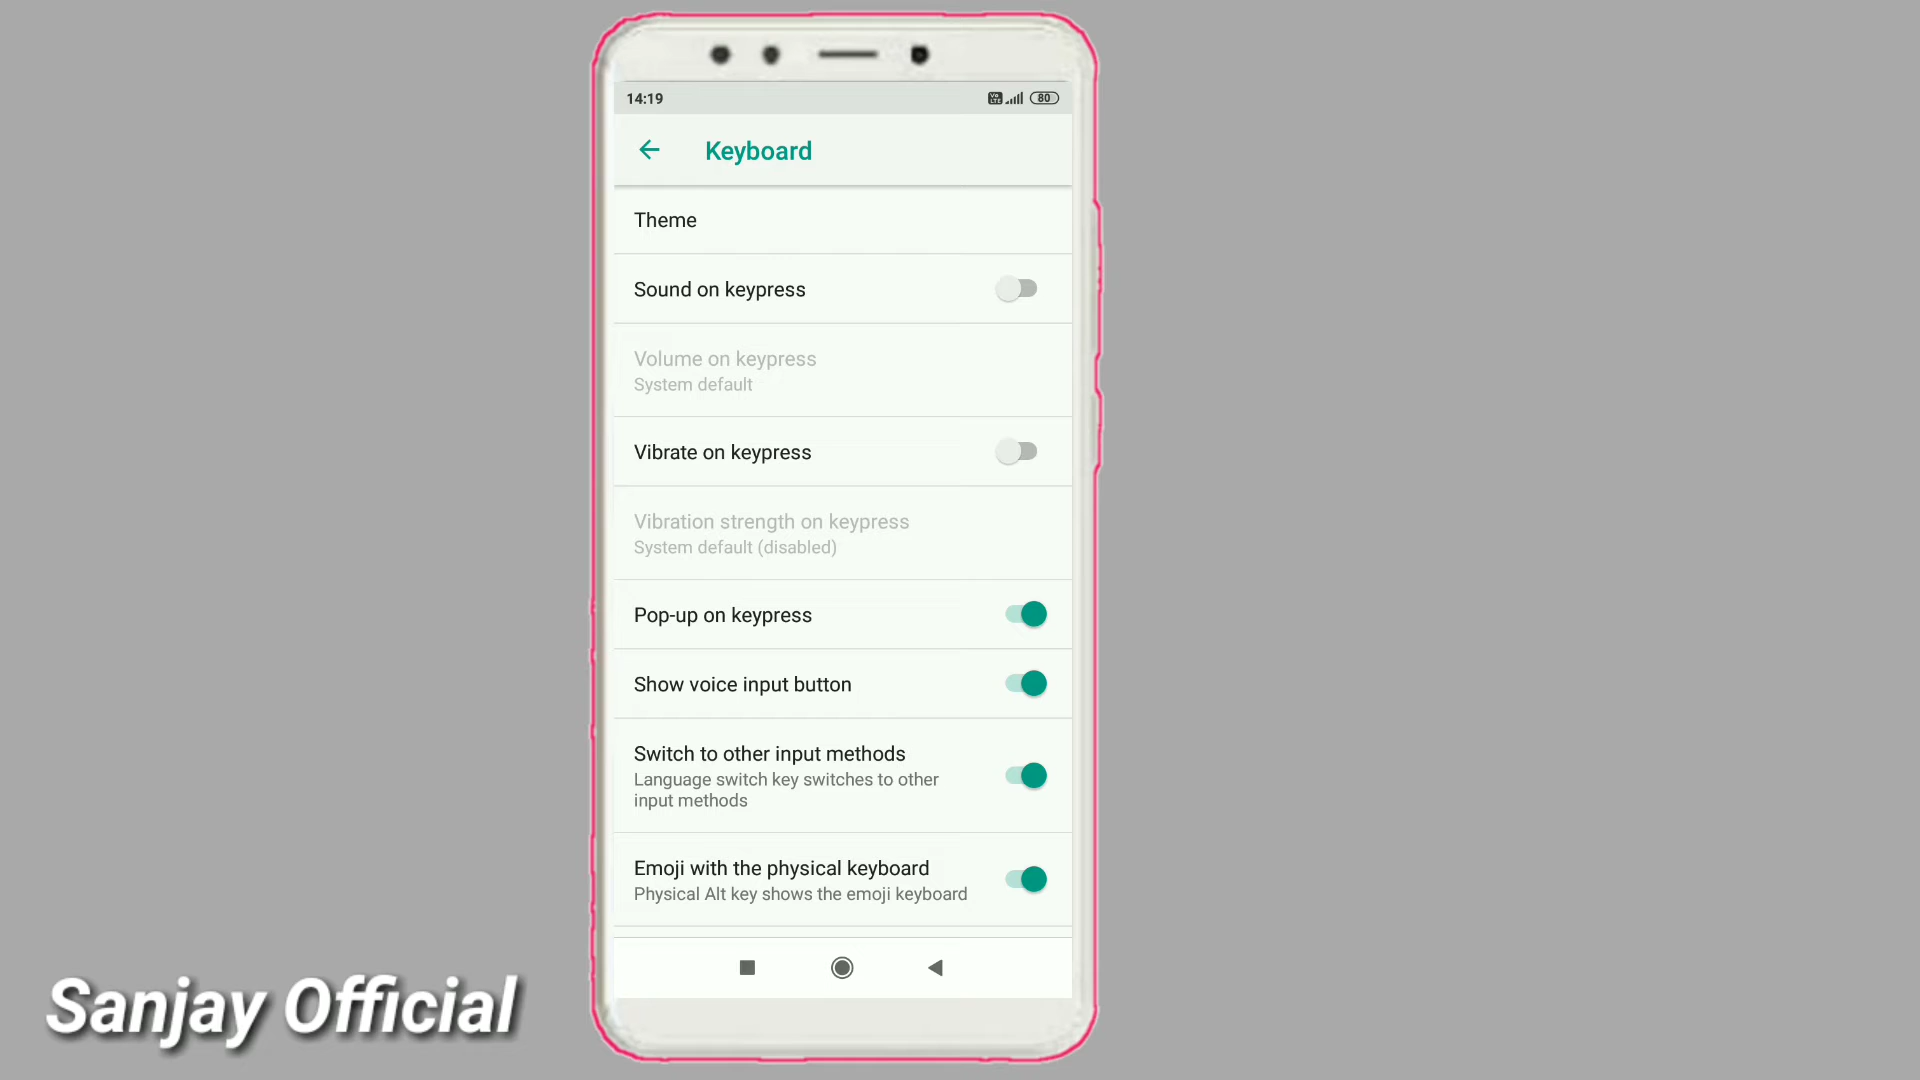 14:19
Vo LTE 80
Keyboard
Theme
Sound on keypress
Volume on keypress
System default
Vibrate on keypress
Vibration strength on keypress
System default (disabled)
Pop-up on keypress
Show voice input button
Switch to other input methods
Language switch key switches to other
input methods
Emoji with the physical keyboard
Physical Alt key shows the emoji keyboard
Sanjay Official